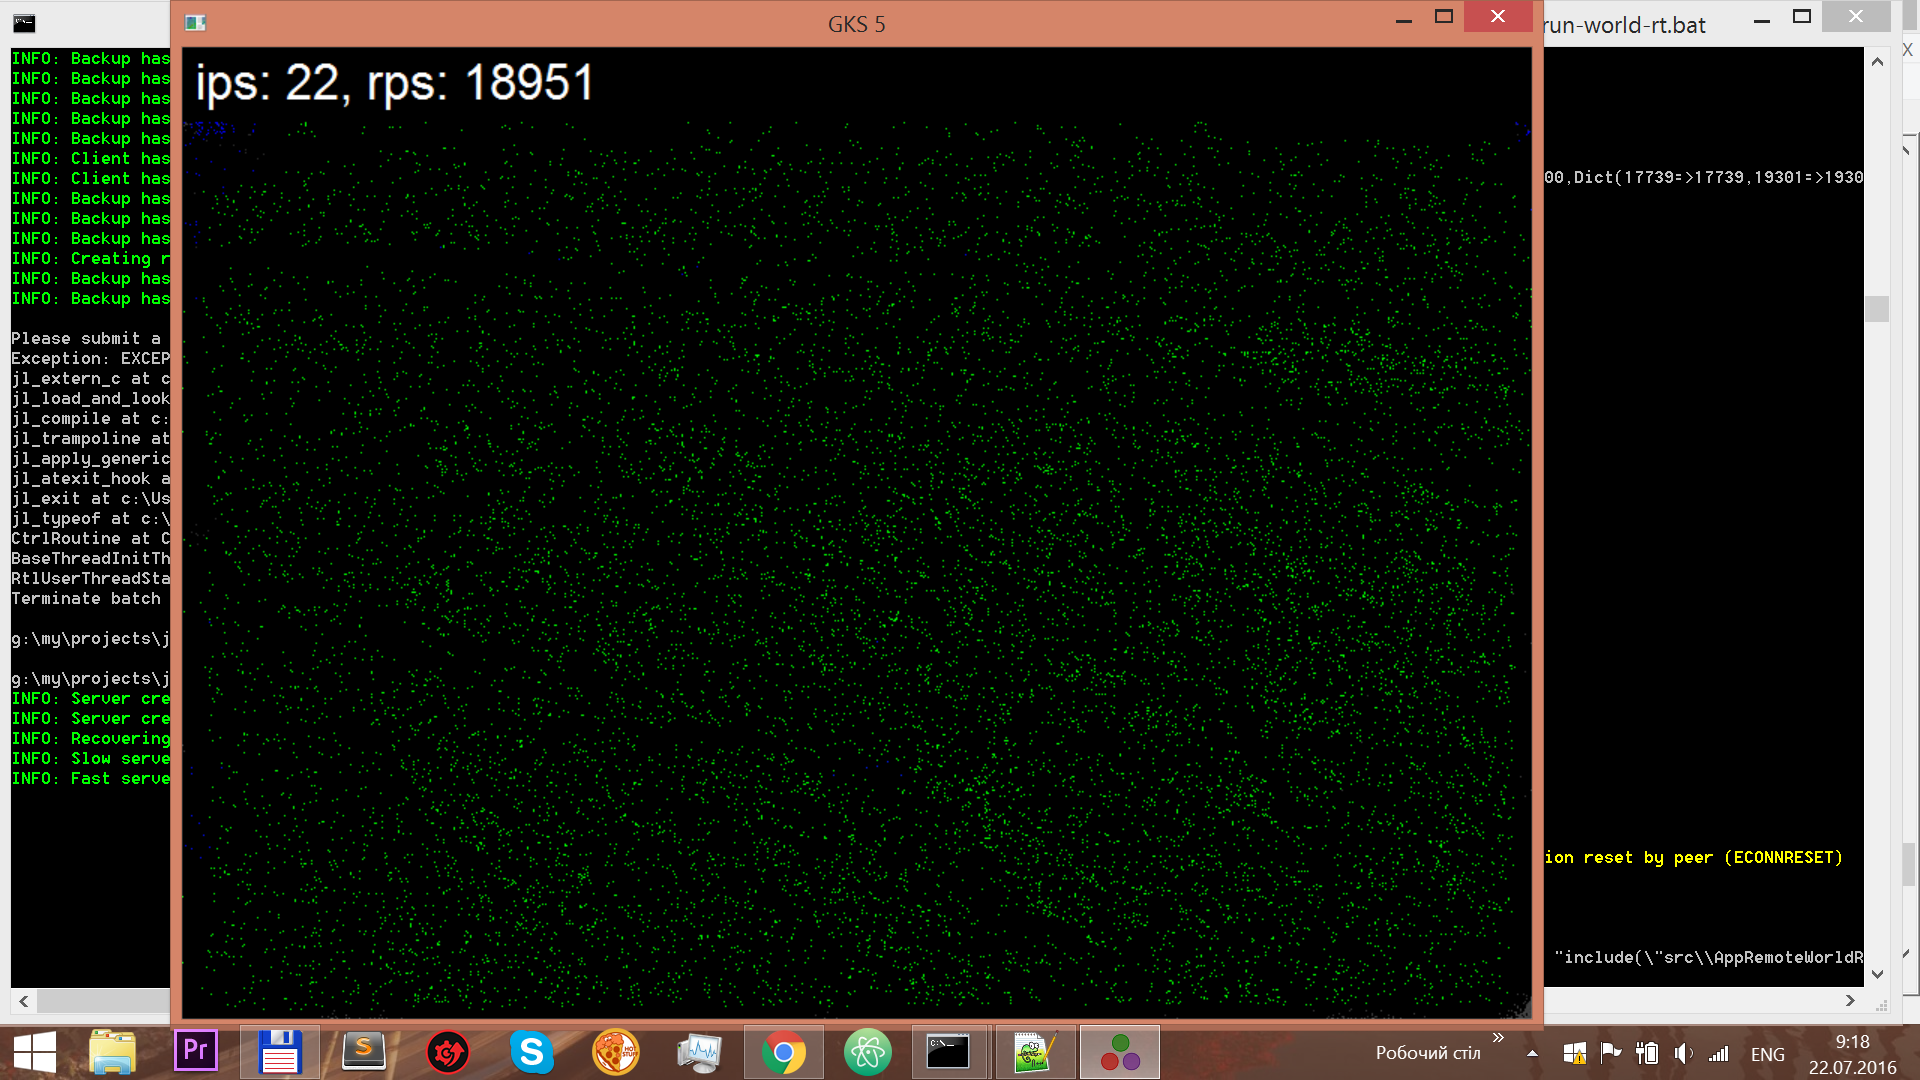 GKS 5
run-world-rt.bat
ips: 22, rps: 18951
INFO: Backup has
INFO: Backup has
INFO: Backup has
INFO: Backup has
INFO: Backup has
INFO: Client has
INFO: Client has
INFO: Backup has
INFO: Backup has
INFO: Backup has
INFO: Creating r
INFO: Backup has
INFO: Backup has
Please submit a
Exception: EXCEP
jl_extern_c at c
jl_load_and_look
jl_compile at c:
jl_trampoline at
jl_apply_generic
jl_atexit_hook a
jl_exit at c:\Us
jl_typeof at c:\
CtrlRoutine at C
BaseThreadInitTh
RtlUserThreadSta
Terminate batch
g:\my\projects\j
g:\my\projects\j
INFO: Server cre
INFO: Server cre
INFO: Recovering
INFO: Slow serve
INFO: Fast serve
00,Dict(17739=>17739,19301=>1930
ion reset by peer (ECONNRESET)
"include(\"src\\AppRemoteWorldR
Pr
S
S
HOT STUFF
C:\_
Робочий стіл
ENG
9:18
22.07.2016